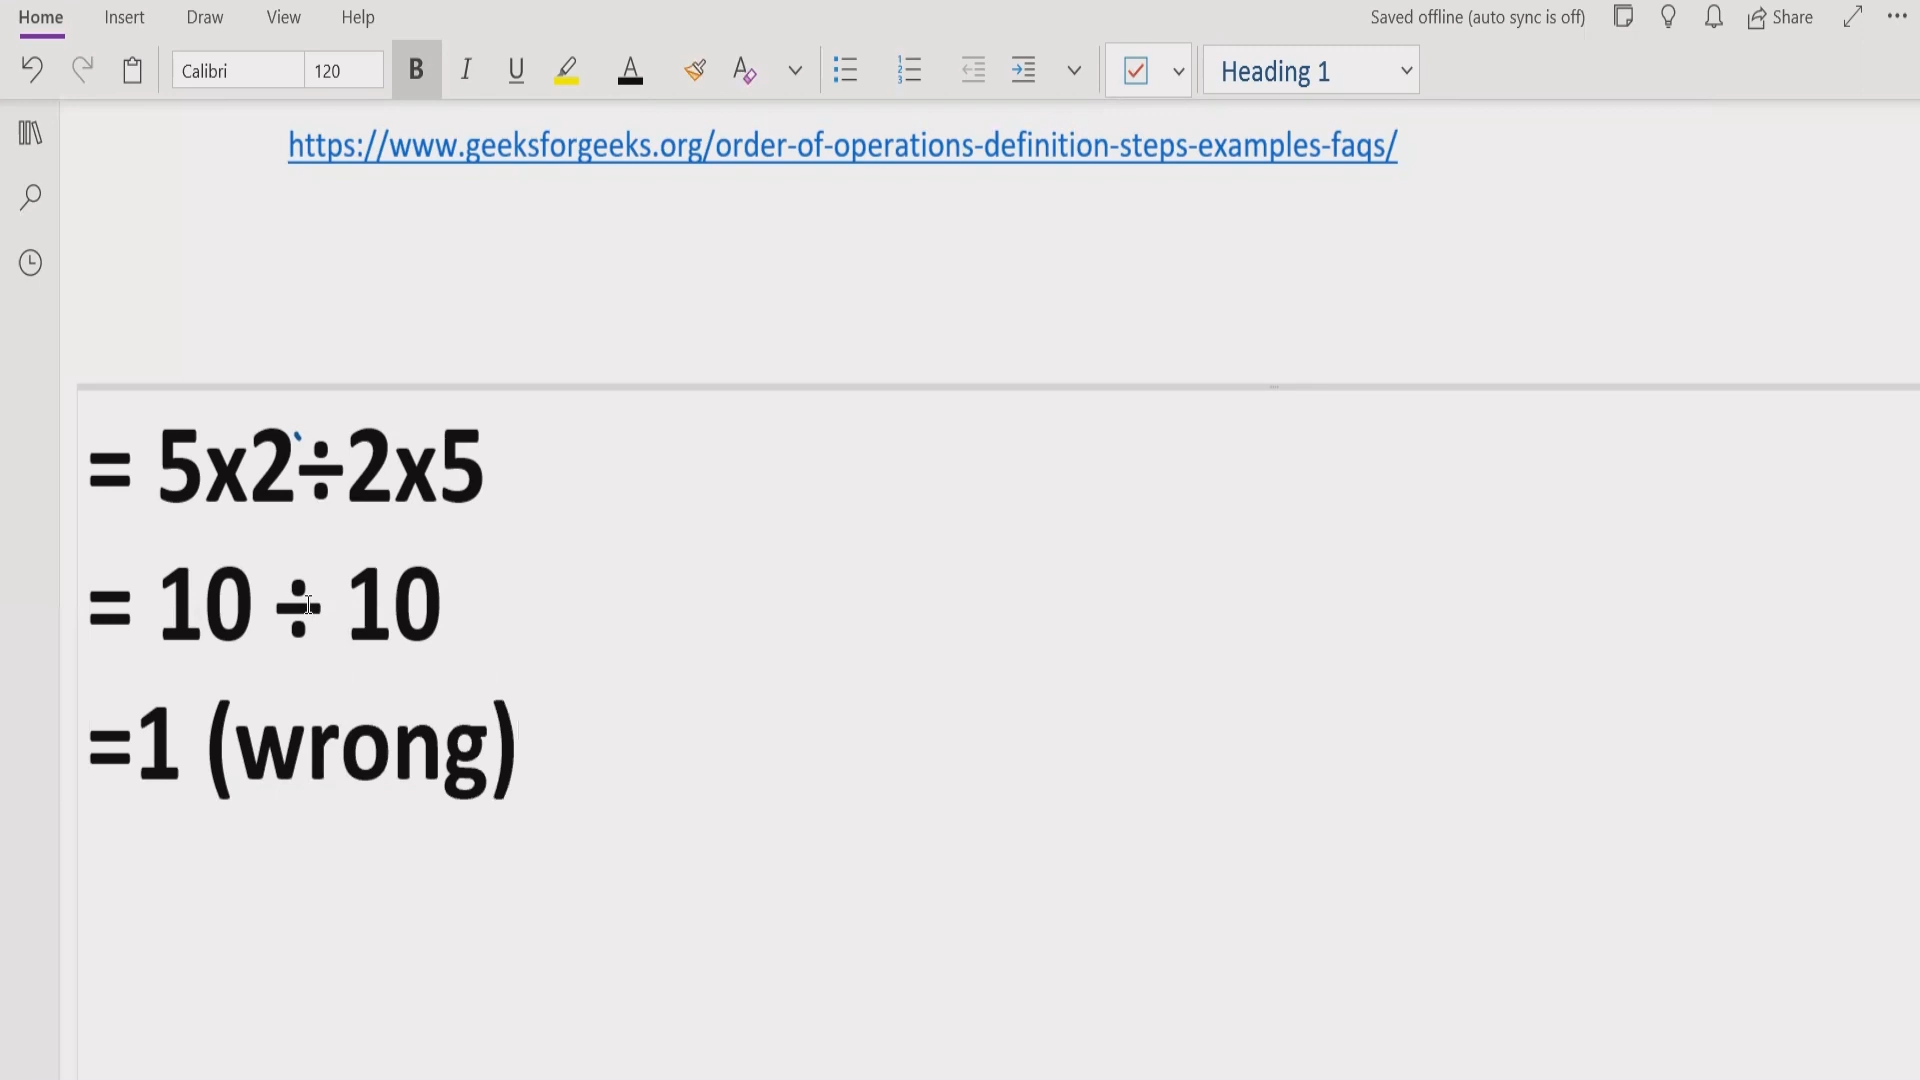 Home Insert Draw View Help Saved offline (auto sync is off) Share
Calibri 120 B I U A A Heading 1
https://www.geeksforgeeks.org/order-of-operations-definition-steps-examples-faqs/
= 5x2÷2x5
= 10 ÷ 10
=1 (wrong)